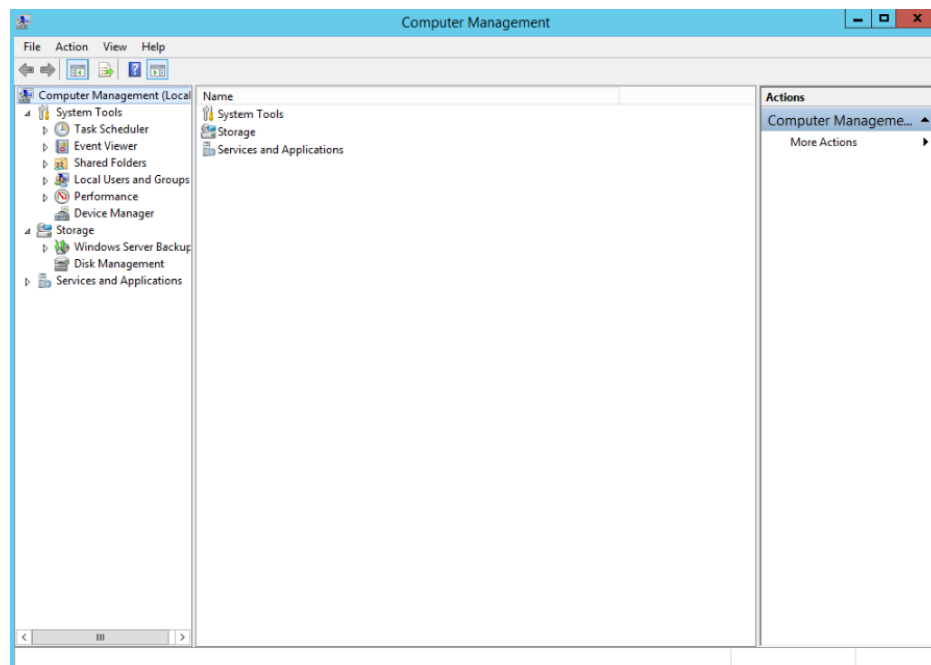 Computer Management
File Action View Help
Computer Management (Local
System Tools
Task Scheduler
Event Viewer
Shared Folders
Local Users and Groups
Performance
Device Manager
Storage
Windows Server Backup
Disk Management
Services and Applications
Name
System Tools
Storage
Services and Applications
Actions
Computer Manageme...
More Actions